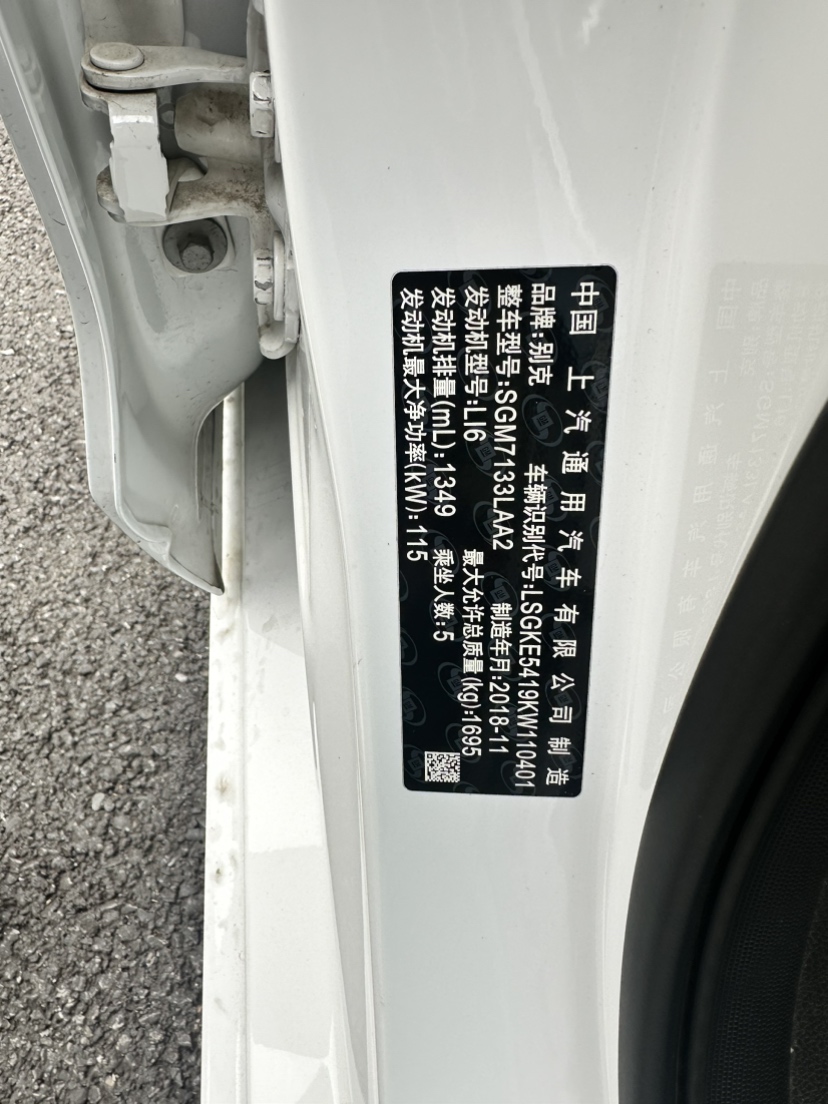 中国 上汽通用汽车有限公司制造
品牌:别克 车辆识别代号:LSGKE5419KW110401
整车型号:SGM7133LAA2 制造年月:2018-11
发动机型号:LI6 最大允许总质量(kg):1695
发动机排量(mL):1349 乘坐人数:5
发动机最大净功率(kW):115